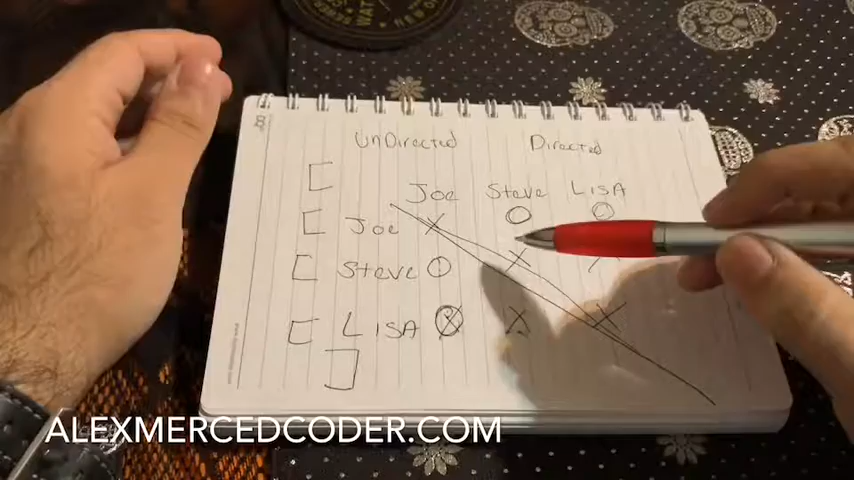 UnDirected Directed
Joe Steve LISA
[ Joe X O O
[ Steve O X X
[ LISA X X
ALEXMERCEDCODER.COM